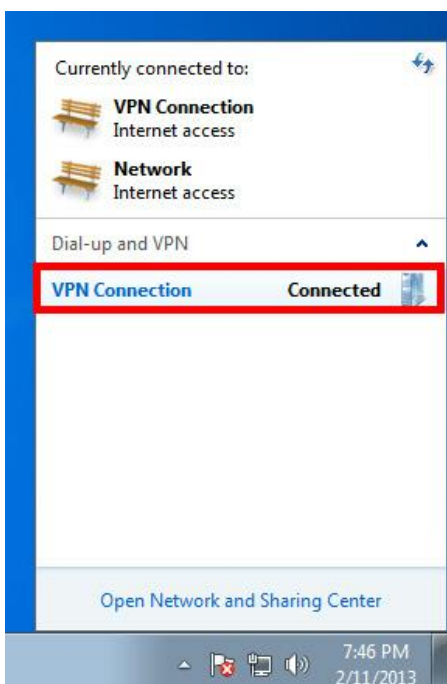 Currently connected to:
VPN Connection
Internet access
Network
Internet access
Dial-up and VPN
VPN Connection Connected
Open Network and Sharing Center
7:46 PM
2/11/2013